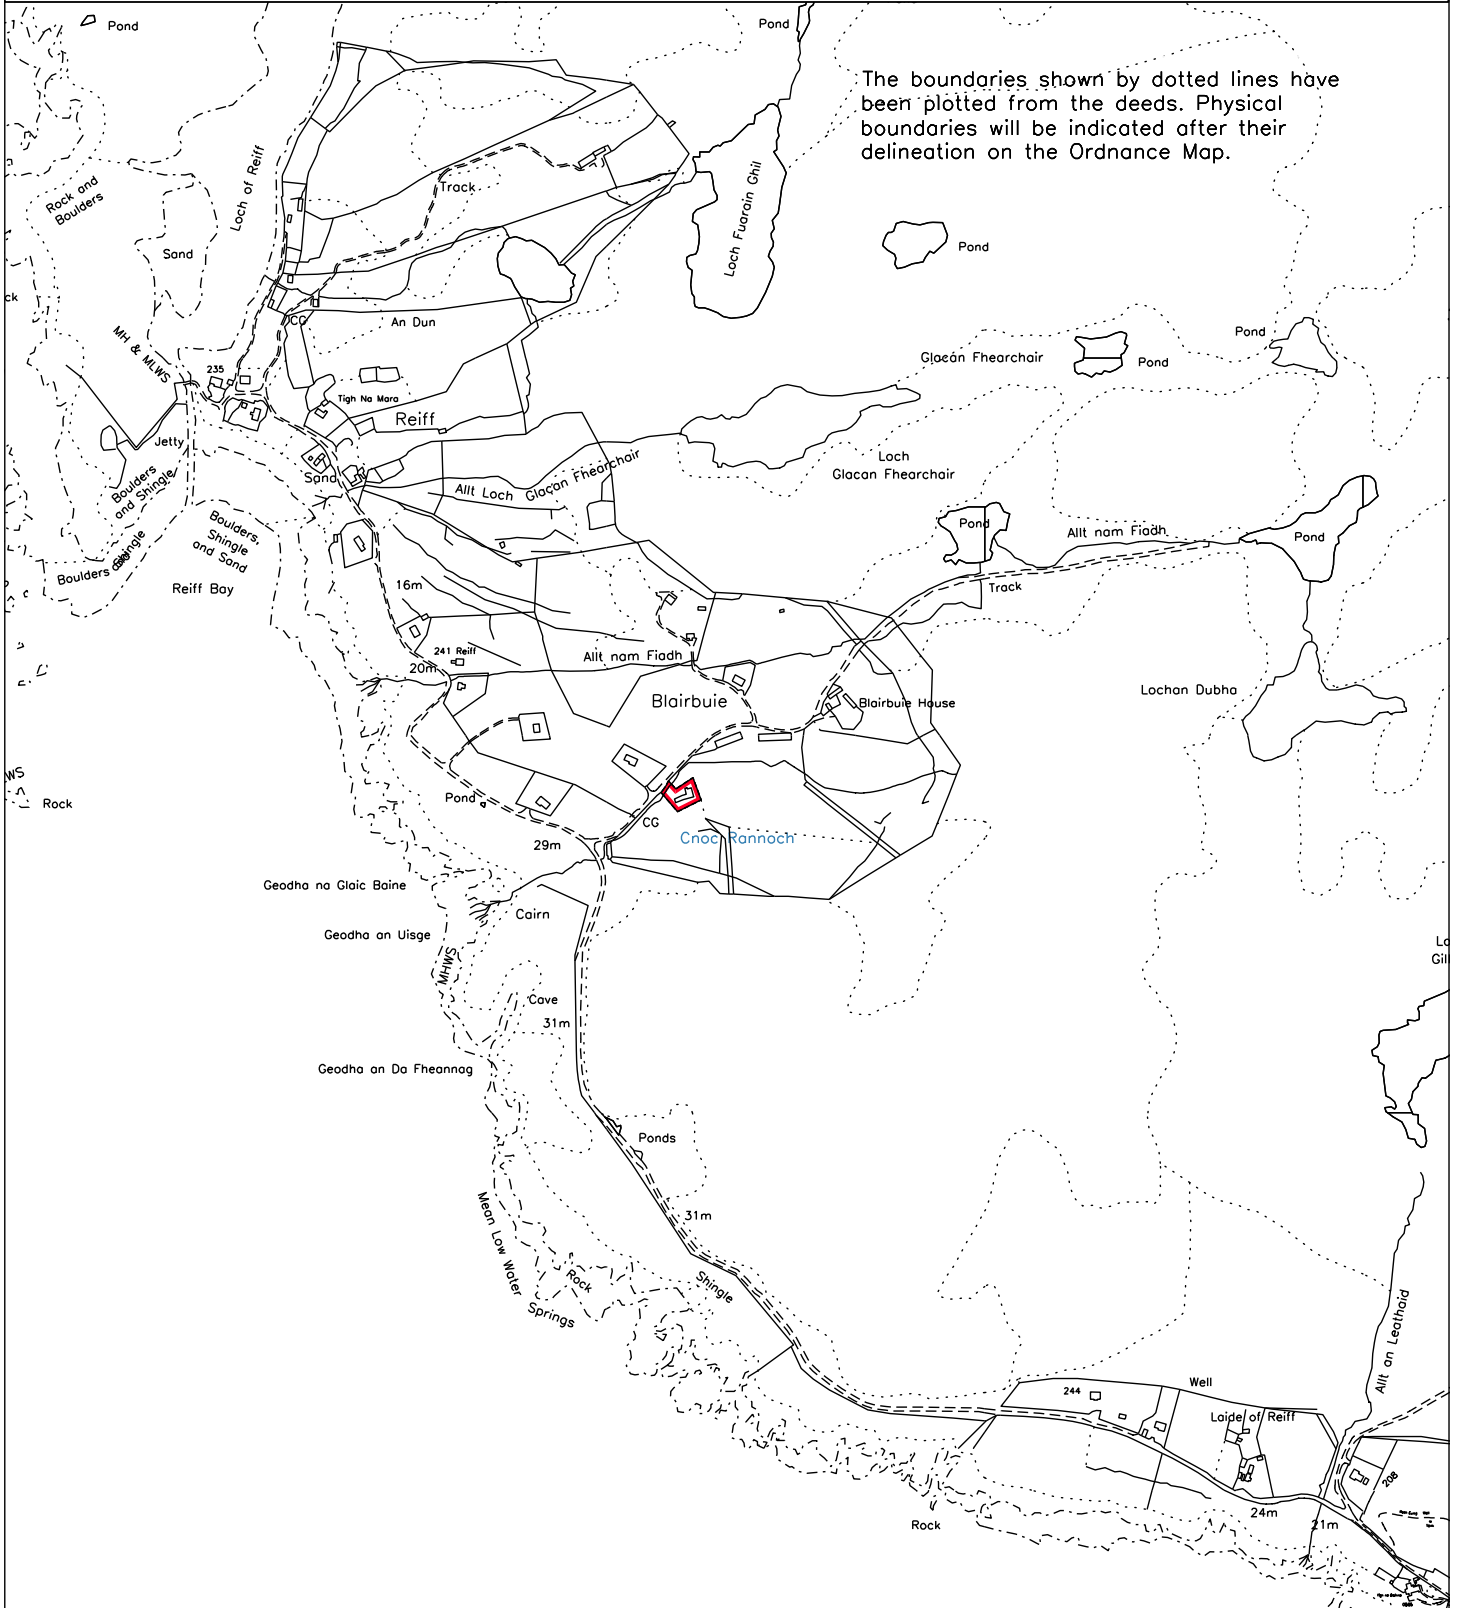 Pond
Pond
The boundaries shown by dotted lines have
been plotted from the deeds. Physical
boundaries will be indicated after their
delineation on the Ordnance Map.
Rock and
Boulders
Loch of Reiff
Track
Loch Fuarain Ghil
Sand
Pond
ck
CG
An Dun
MH & MLWS
235
Glacan Fhearchair
Pond
Pond
Tigh Na Mara
Reiff
Jetty
Loch
Glacan Fhearchair
Sand
Allt Loch Glacan Fhearchair
Boulders
and Shingle
Boulders,
Shingle
and Sand
Pond
Allt nam Fiadh
Pond
Boulders and
Shingle
Reiff Bay
16m
Track
241 Reiff
20m
Allt nam Fiadh
Lochan Dubha
Blairbuie
Blairbuie House
WS
Rock
Pond
CG
Cnoc Rannoch
29m
Geodha na Glaic Baine
Cairn
Geodha an Uisge
MHWS
Lo
Gil
Cave
31m
Geodha an Da Fheannag
Ponds
31m
Mean Low Water
Springs
Rock
Shingle
Allt an Leathaid
244
Well
Laide of Reiff
208
24m
21m
Rock